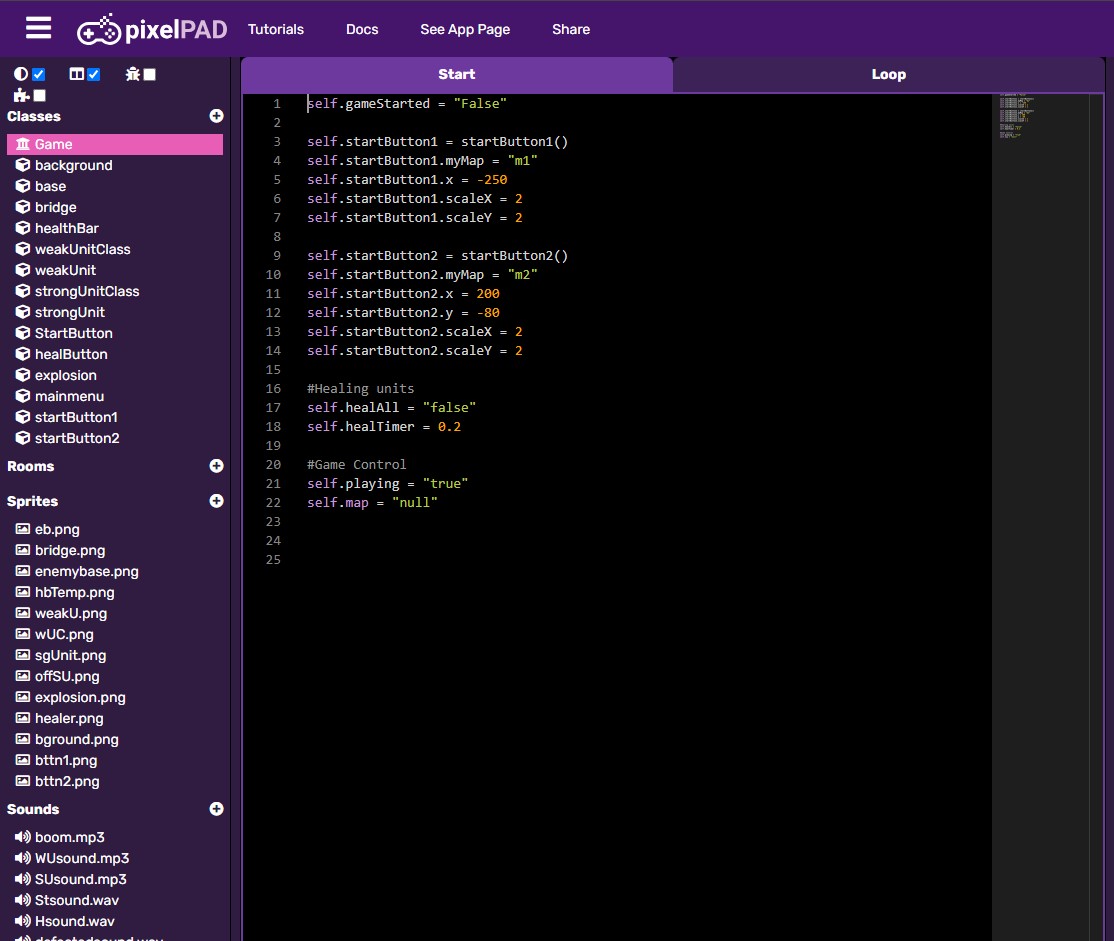 pixelPAD Tutorials Docs See App Page Share
Classes
Game
background
base
bridge
healthBar
weakUnitClass
weakUnit
strongUnitClass
strongUnit
StartButton
healButton
explosion
mainmenu
startButton1
startButton2
Rooms
Sprites
eb.png
bridge.png
enemybase.png
hbTemp.png
weakU.png
wUC.png
sgUnit.png
offSU.png
explosion.png
healer.png
bground.png
bttn1.png
bttn2.png
Sounds
boom.mp3
WUsound.mp3
SUsound.mp3
Stsound.wav
Hsound.wav
Start Loop
1 self.gameStarted = "False"
2
3 self.startButton1 = startButton1()
4 self.startButton1.myMap = "m1"
5 self.startButton1.x = -250
6 self.startButton1.scaleX = 2
7 self.startButton1.scaleY = 2
8
9 self.startButton2 = startButton2()
10 self.startButton2.myMap = "m2"
11 self.startButton2.x = 200
12 self.startButton2.y = -80
13 self.startButton2.scaleX = 2
14 self.startButton2.scaleY = 2
15
16 #Healing units
17 self.healAll = "false"
18 self.healTimer = 0.2
19
20 #Game Control
21 self.playing = "true"
22 self.map = "null"
23
24
25